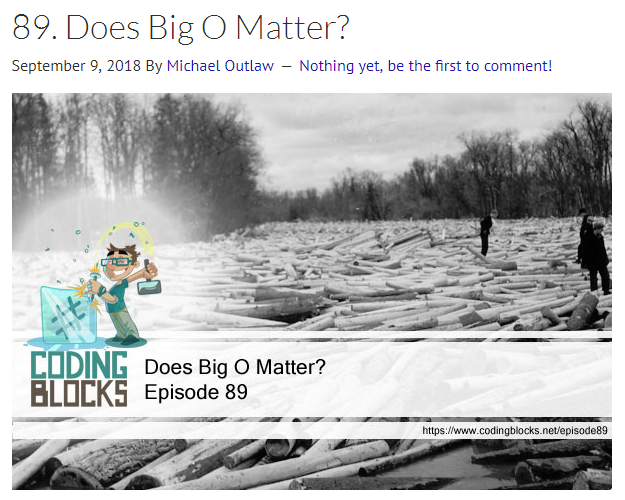 89. Does Big O Matter?
September 9, 2018 By Michael Outlaw — Nothing yet, be the first to comment!
#
CODING
BLOCKS
Does Big O Matter?
Episode 89
https://www.codingblocks.net/episode89